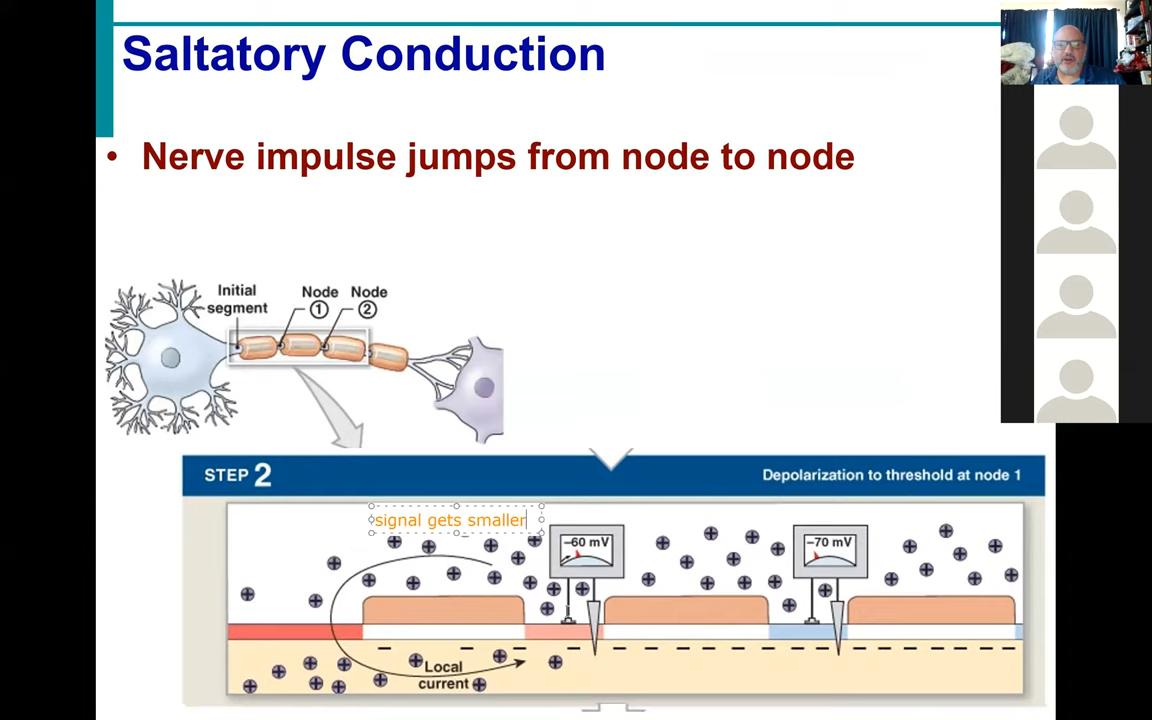 Saltatory Conduction
• Nerve impulse jumps from node to node
Initial segment
Node ①
Node ②
STEP 2
Depolarization to threshold at node 1
signal gets smaller
–60 mV
–70 mV
Local current